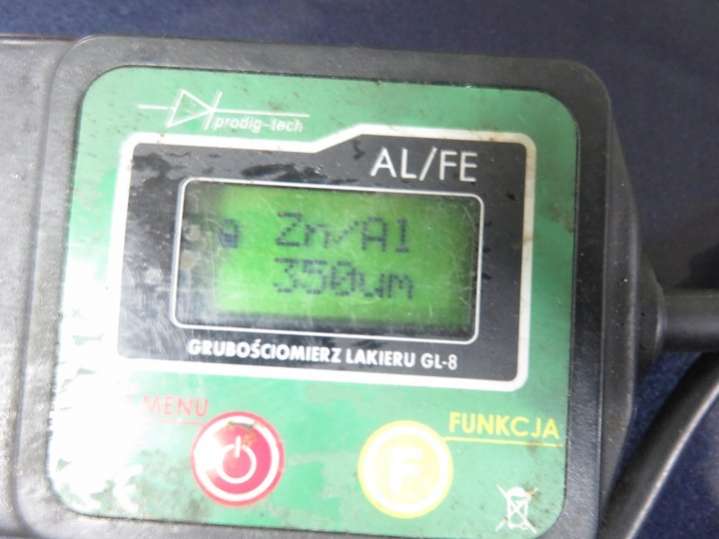 prodig-tech
AL/FE
Zn/Al
350um
GRUBOŚCIOMIERZ LAKIERU GL-8
MENU
FUNKCJA
F